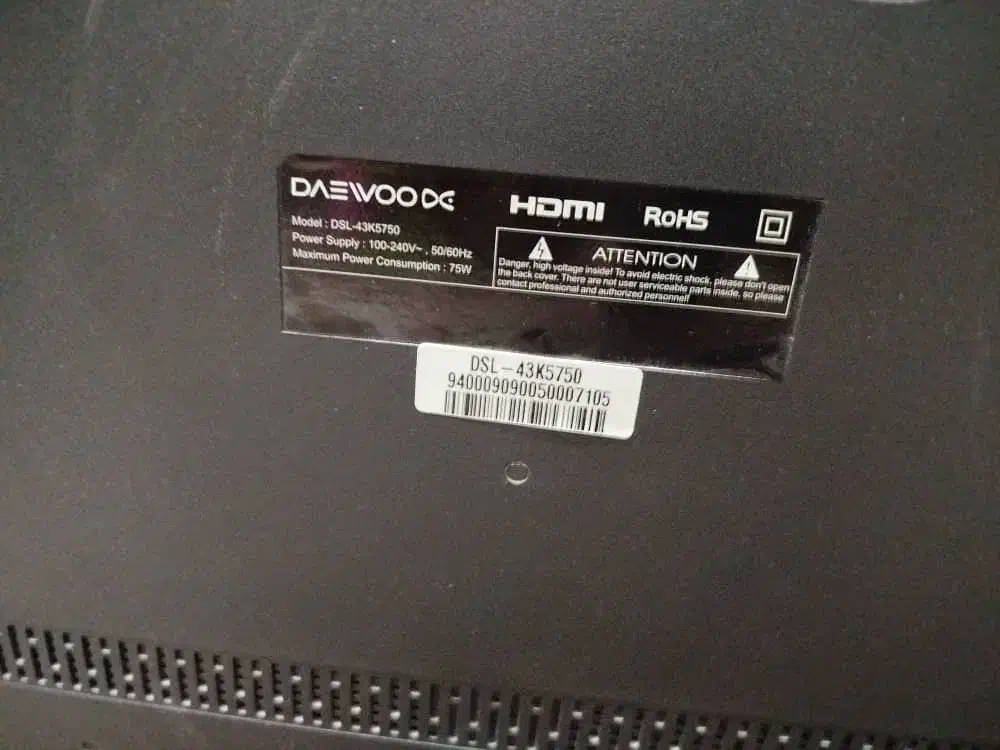 DAEWOO DE
HDMI
RoHS
Model : DSL-43K5750
Power Supply : 100-240V~ , 50/60Hz
Maximum Power Consumption : 75W
ATTENTION
Danger, high voltage inside! To avoid electric shock, please don't open
the back cover. There are not user serviceable parts inside, so please
contact professional and authorized personnel!
DSL-43K5750
940009090050007105